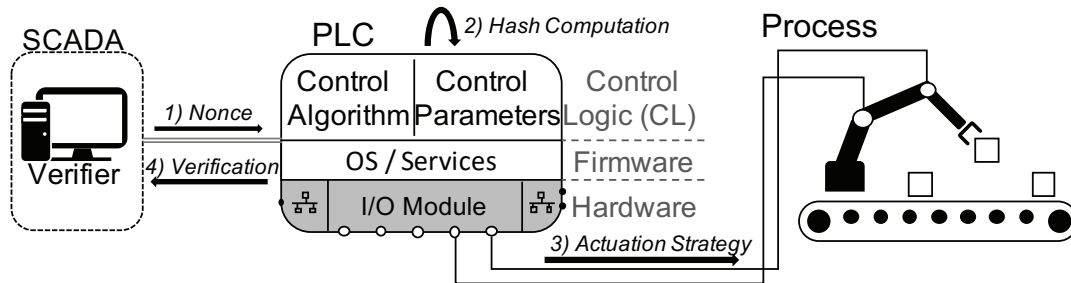 SCADA
Verifier
1) Nonce
4) Verification
PLC
2) Hash Computation
Control
Algorithm
Control
Parameters
OS / Services
I/O Module
Control
Logic (CL)
Firmware
Hardware
3) Actuation Strategy
Process